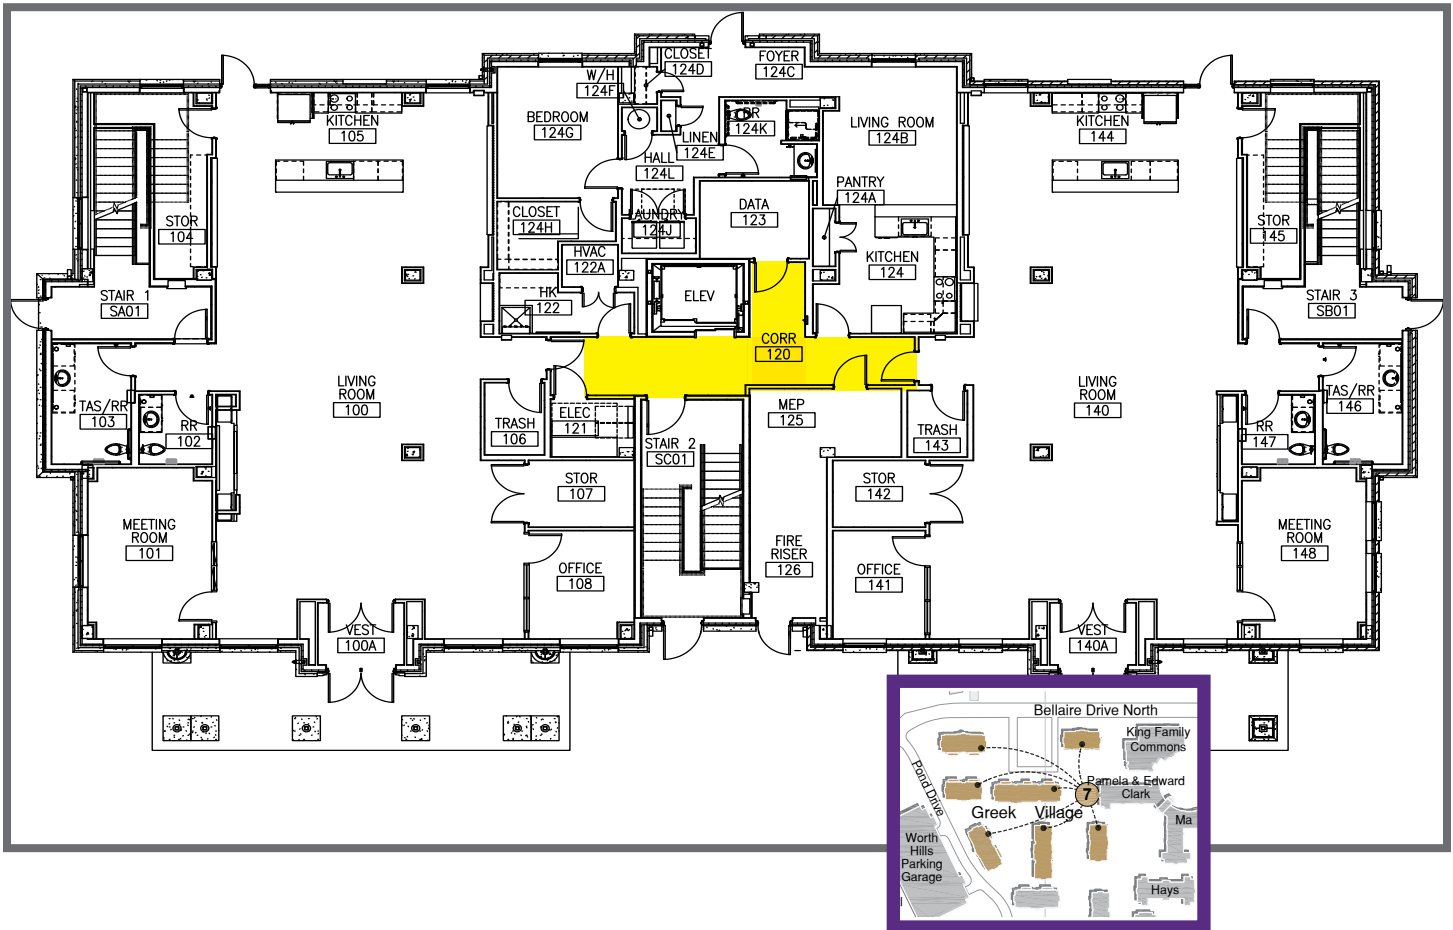 CLOSET
124D
FOYER
124C
W/H
124F
KITCHEN
105
BEDROOM
124G
RR
124K
LIVING ROOM
124B
KITCHEN
144
LINEN
124E
HALL
124L
PANTRY
124A
STOR
104
CLOSET
124H
LAUNDRY
124J
DATA
123
STOR
145
HVAC
122A
KITCHEN
124
STAIR 1
SA01
HK
122
ELEV
STAIR 3
SB01
CORR
120
LIVING
ROOM
100
LIVING
ROOM
140
TAS/RR
103
RR
102
TRASH
106
ELEC
121
MEP
125
TRASH
143
TAS/RR
146
RR
147
STAIR 2
SC01
STOR
107
STOR
142
MEETING
ROOM
101
MEETING
ROOM
148
OFFICE
108
FIRE
RISER
126
OFFICE
141
VEST
100A
VEST
140A
Bellaire Drive North
King Family
Commons
Pond Drive
Pamela & Edward
Clark
7
Greek Village
Ma
Worth
Hills
Parking
Garage
Hays